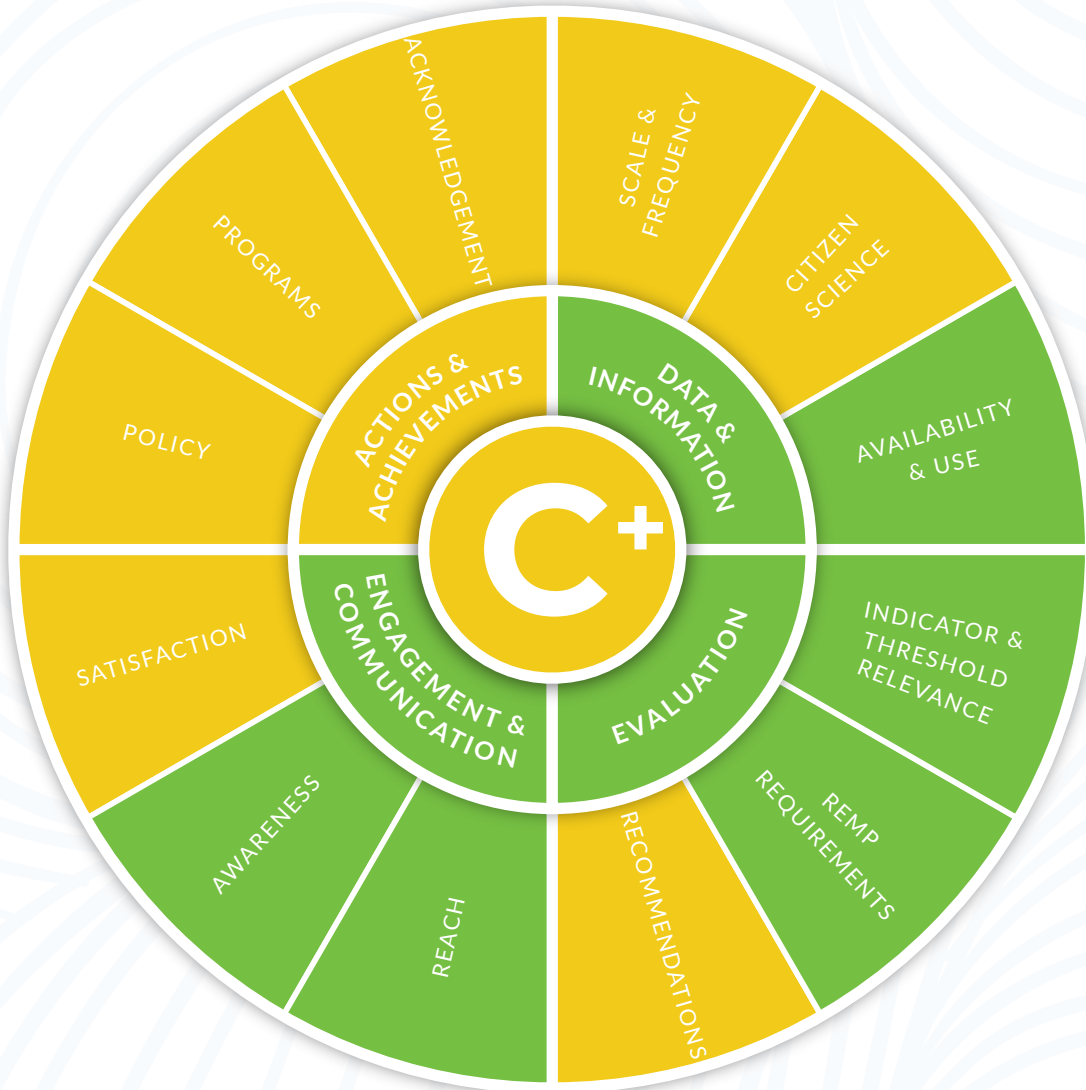 ACKNOWLEDGEMENT
SCALE &
FREQUENCY
PROGRAMS
CITIZEN
SCIENCE
POLICY
AVAILABILITY
& USE
ACTIONS &
ACHIEVEMENTS
DATA &
INFORMATION
C+
SATISFACTION
INDICATOR &
THRESHOLD
RELEVANCE
ENGAGEMENT &
COMMUNICATION
EVALUATION
AWARENESS
REMP
REQUIREMENTS
REACH
RECOMMENDATIONS